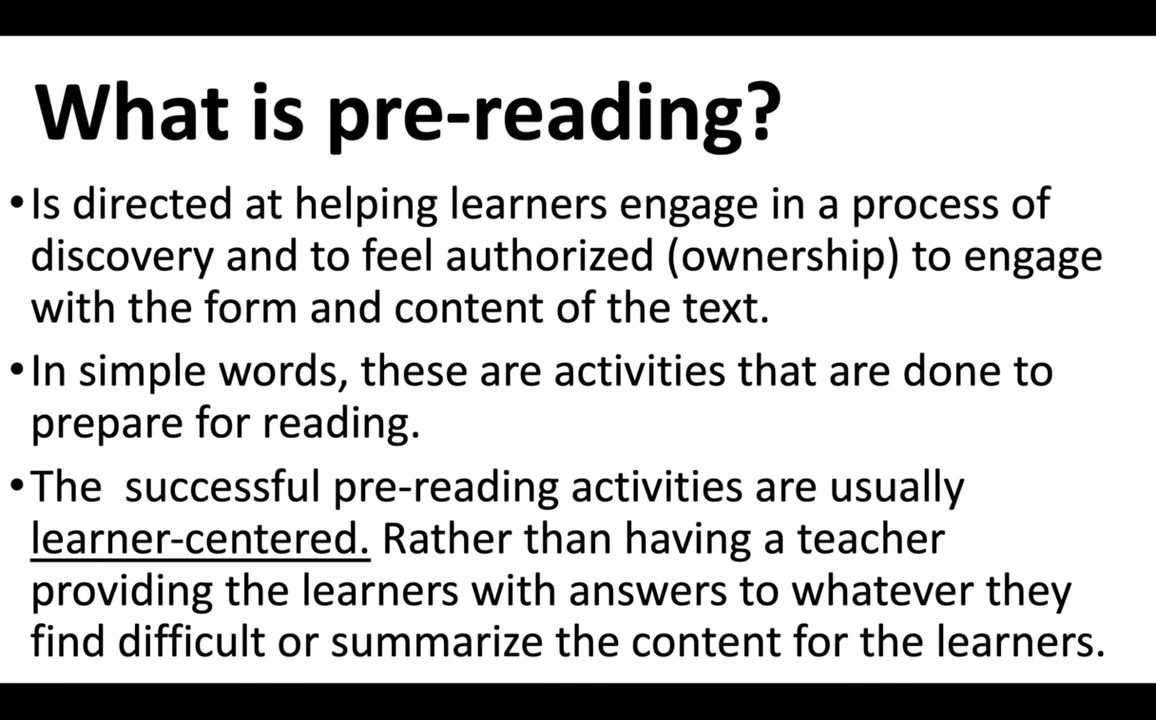 What is pre-reading?
•Is directed at helping learners engage in a process of
discovery and to feel authorized (ownership) to engage
with the form and content of the text.
•In simple words, these are activities that are done to
prepare for reading.
•The  successful pre-reading activities are usually
learner-centered. Rather than having a teacher
providing the learners with answers to whatever they
find difficult or summarize the content for the learners.